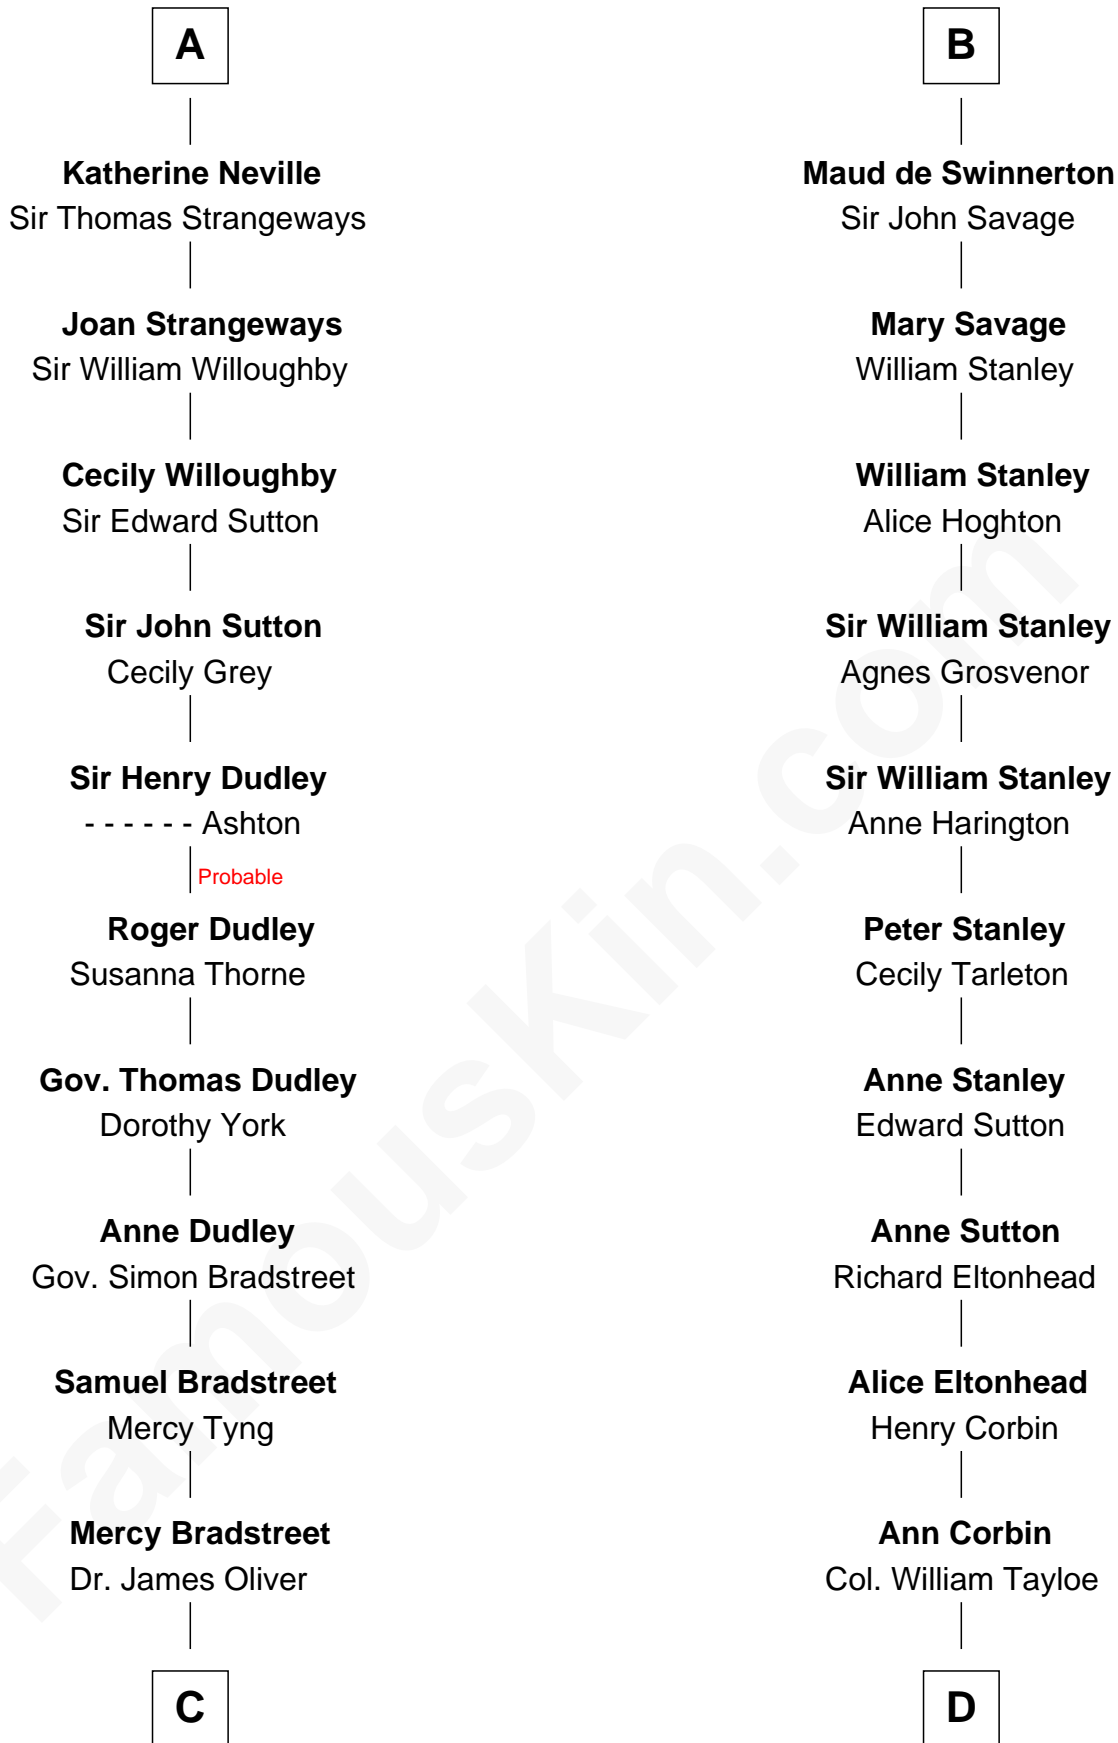 A
Katherine Neville
Sir Thomas Strangeways
Joan Strangeways
Sir William Willoughby
Cecily Willoughby
Sir Edward Sutton
Sir John Sutton
Cecily Grey
Sir Henry Dudley
- - - - - - Ashton
Probable
Roger Dudley
Susanna Thorne
Gov. Thomas Dudley
Dorothy York
Anne Dudley
Gov. Simon Bradstreet
Samuel Bradstreet
Mercy Tyng
Mercy Bradstreet
Dr. James Oliver
C
B
Maud de Swinnerton
Sir John Savage
Mary Savage
William Stanley
William Stanley
Alice Hoghton
Sir William Stanley
Agnes Grosvenor
Sir William Stanley
Anne Harington
Peter Stanley
Cecily Tarleton
Anne Stanley
Edward Sutton
Anne Sutton
Richard Eltonhead
Alice Eltonhead
Henry Corbin
Ann Corbin
Col. William Tayloe
D
FamousKin.com